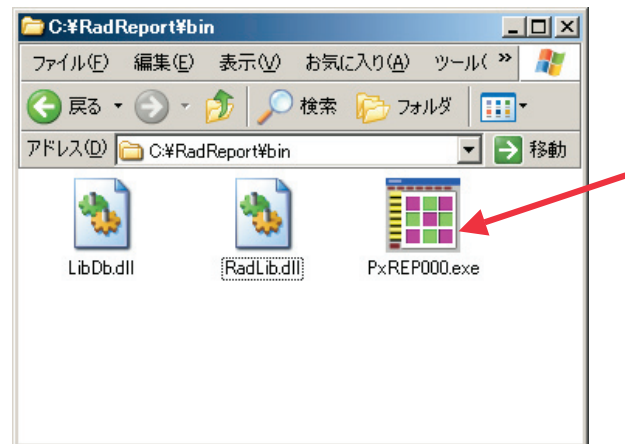 C:¥RadReport¥bin
ファイル(F) 編集(E) 表示(V) お気に入り(A) ツール( »
戻る 検索 フォルダ
アドレス(D) C:¥RadReport¥bin 移動
LibDb.dll RadLib.dll PxREP000.exe